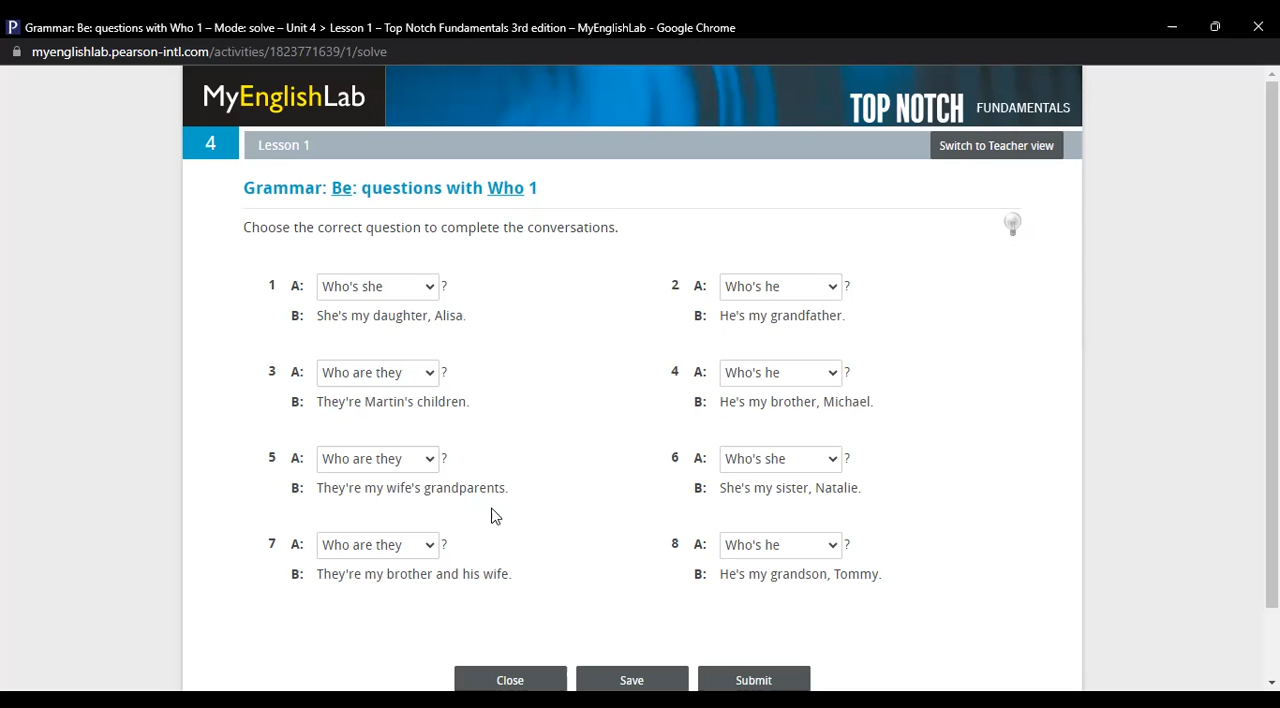 Grammar: Be: questions with Who 1 – Mode: solve – Unit 4 > Lesson 1 – Top Notch Fundamentals 3rd edition – MyEnglishLab - Google Chrome
myenglishlab.pearson-intl.com/activities/1823771639/1/solve
MyEnglishLab
TOP NOTCH FUNDAMENTALS
4 Lesson 1 Switch to Teacher view
Grammar: Be: questions with Who 1
Choose the correct question to complete the conversations.
1 A: Who's she ?
B: She's my daughter, Alisa.
2 A: Who's he ?
B: He's my grandfather.
3 A: Who are they ?
B: They're Martin's children.
4 A: Who's he ?
B: He's my brother, Michael.
5 A: Who are they ?
B: They're my wife's grandparents.
6 A: Who's she ?
B: She's my sister, Natalie.
7 A: Who are they ?
B: They're my brother and his wife.
8 A: Who's he ?
B: He's my grandson, Tommy.
Close Save Submit